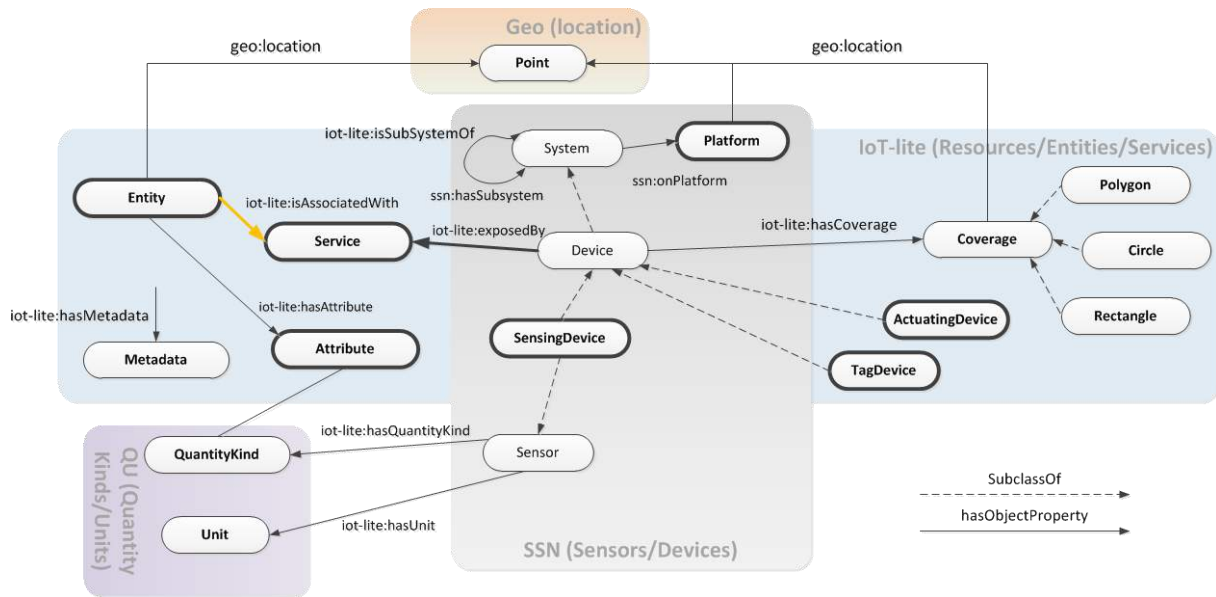 Geo (location)
geo:location
geo:location
Point
iot-lite:isSubSystemOf
System
Platform
IoT-lite (Resources/Entities/Services)
ssn:hasSubsystem
ssn:onPlatform
Polygon
Entity
iot-lite:isAssociatedWith
Service
iot-lite:exposedBy
Device
iot-lite:hasCoverage
Coverage
Circle
iot-lite:hasMetadata
iot-lite:hasAttribute
Rectangle
ActuatingDevice
SensingDevice
Metadata
Attribute
TagDevice
iot-lite:hasQuantityKind
QuantityKind
Sensor
QU (Quantity
Kinds/Units)
Unit
iot-lite:hasUnit
SSN (Sensors/Devices)
SubclassOf
hasObjectProperty